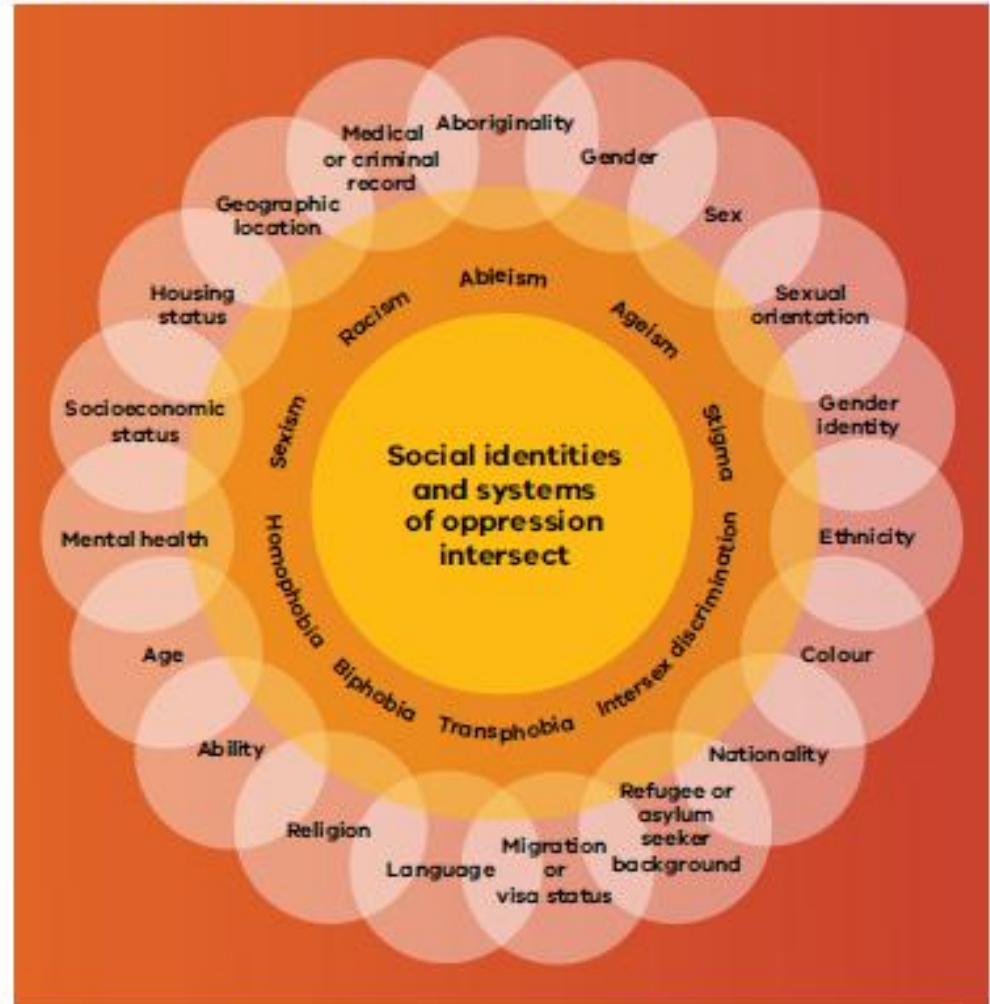 Aboriginality
Gender
Sex
Sexual
orientation
Gender
identity
Ethnicity
Colour
Nationality
Refugee or
asylum
seeker
background
Migration
or
visa status
Language
Religion
Ability
Age
Mental health
Socioeconomic
status
Housing
status
Geographic
location
Medical
or criminal
record
Ableism
Ageism
Stigma
Intersex discrimination
Transphobia
Biphobia
Homophobia
Sexism
Racism
Social identities
and systems
of oppression
intersect